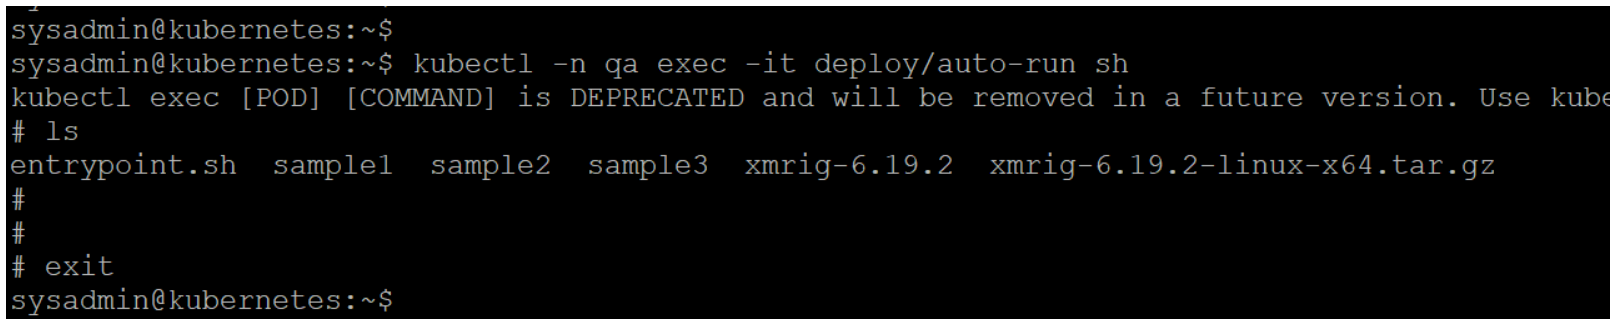 sysadmin@kubernetes:~$
sysadmin@kubernetes:~$ kubectl -n qa exec -it deploy/auto-run sh
kubectl exec [POD] [COMMAND] is DEPRECATED and will be removed in a future version. Use kube
# ls
entrypoint.sh  sample1  sample2  sample3  xmrig-6.19.2  xmrig-6.19.2-linux-x64.tar.gz
#
#
# exit
sysadmin@kubernetes:~$